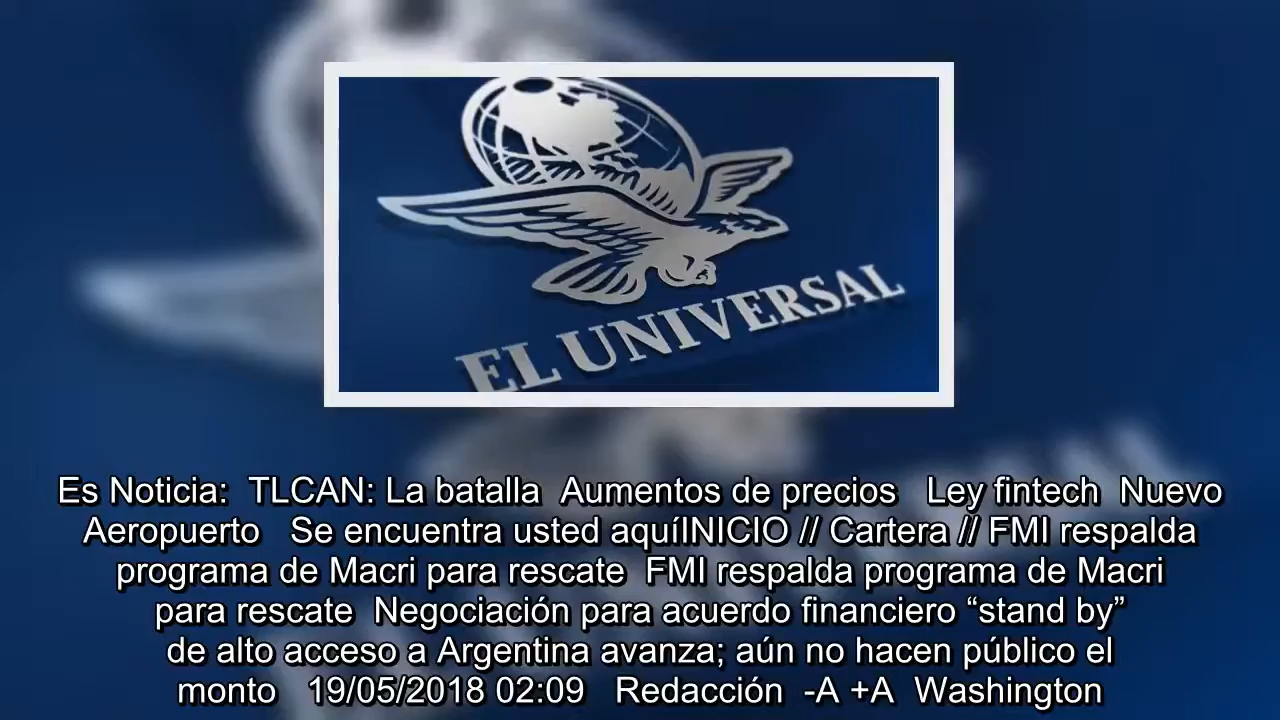 EL UNIVERSAL
Es Noticia: TLCAN: La batalla Aumentos de precios Ley fintech Nuevo
Aeropuerto Se encuentra usted aquíINICIO // Cartera // FMI respalda
programa de Macri para rescate FMI respalda programa de Macri
para rescate Negociación para acuerdo financiero “stand by”
de alto acceso a Argentina avanza; aún no hacen público el
monto 19/05/2018 02:09 Redacción -A +A Washington